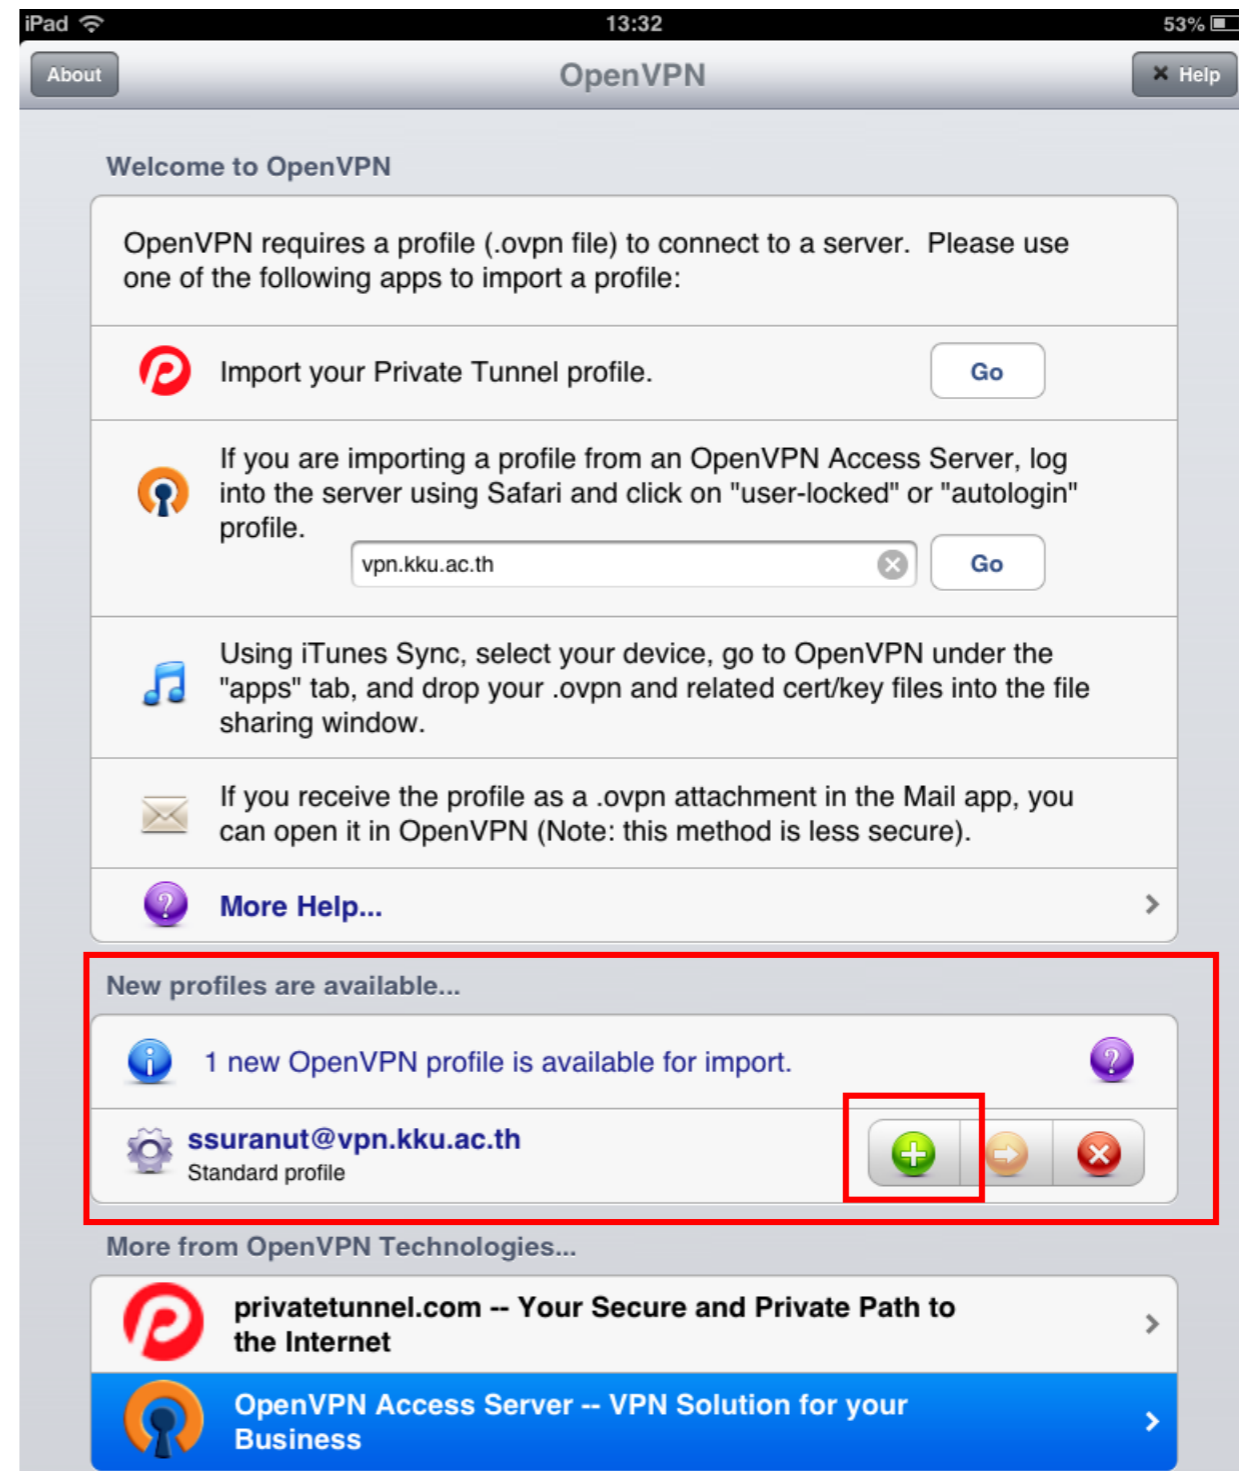 iPad 13:32 53%
About OpenVPN × Help
Welcome to OpenVPN
OpenVPN requires a profile (.ovpn file) to connect to a server. Please use
one of the following apps to import a profile:
Import your Private Tunnel profile. Go
If you are importing a profile from an OpenVPN Access Server, log
into the server using Safari and click on "user-locked" or "autologin"
profile.
vpn.kku.ac.th Go
Using iTunes Sync, select your device, go to OpenVPN under the
"apps" tab, and drop your .ovpn and related cert/key files into the file
sharing window.
If you receive the profile as a .ovpn attachment in the Mail app, you
can open it in OpenVPN (Note: this method is less secure).
More Help...
New profiles are available...
1 new OpenVPN profile is available for import.
ssuranut@vpn.kku.ac.th
Standard profile
More from OpenVPN Technologies...
privatetunnel.com -- Your Secure and Private Path to
the Internet
OpenVPN Access Server -- VPN Solution for your
Business